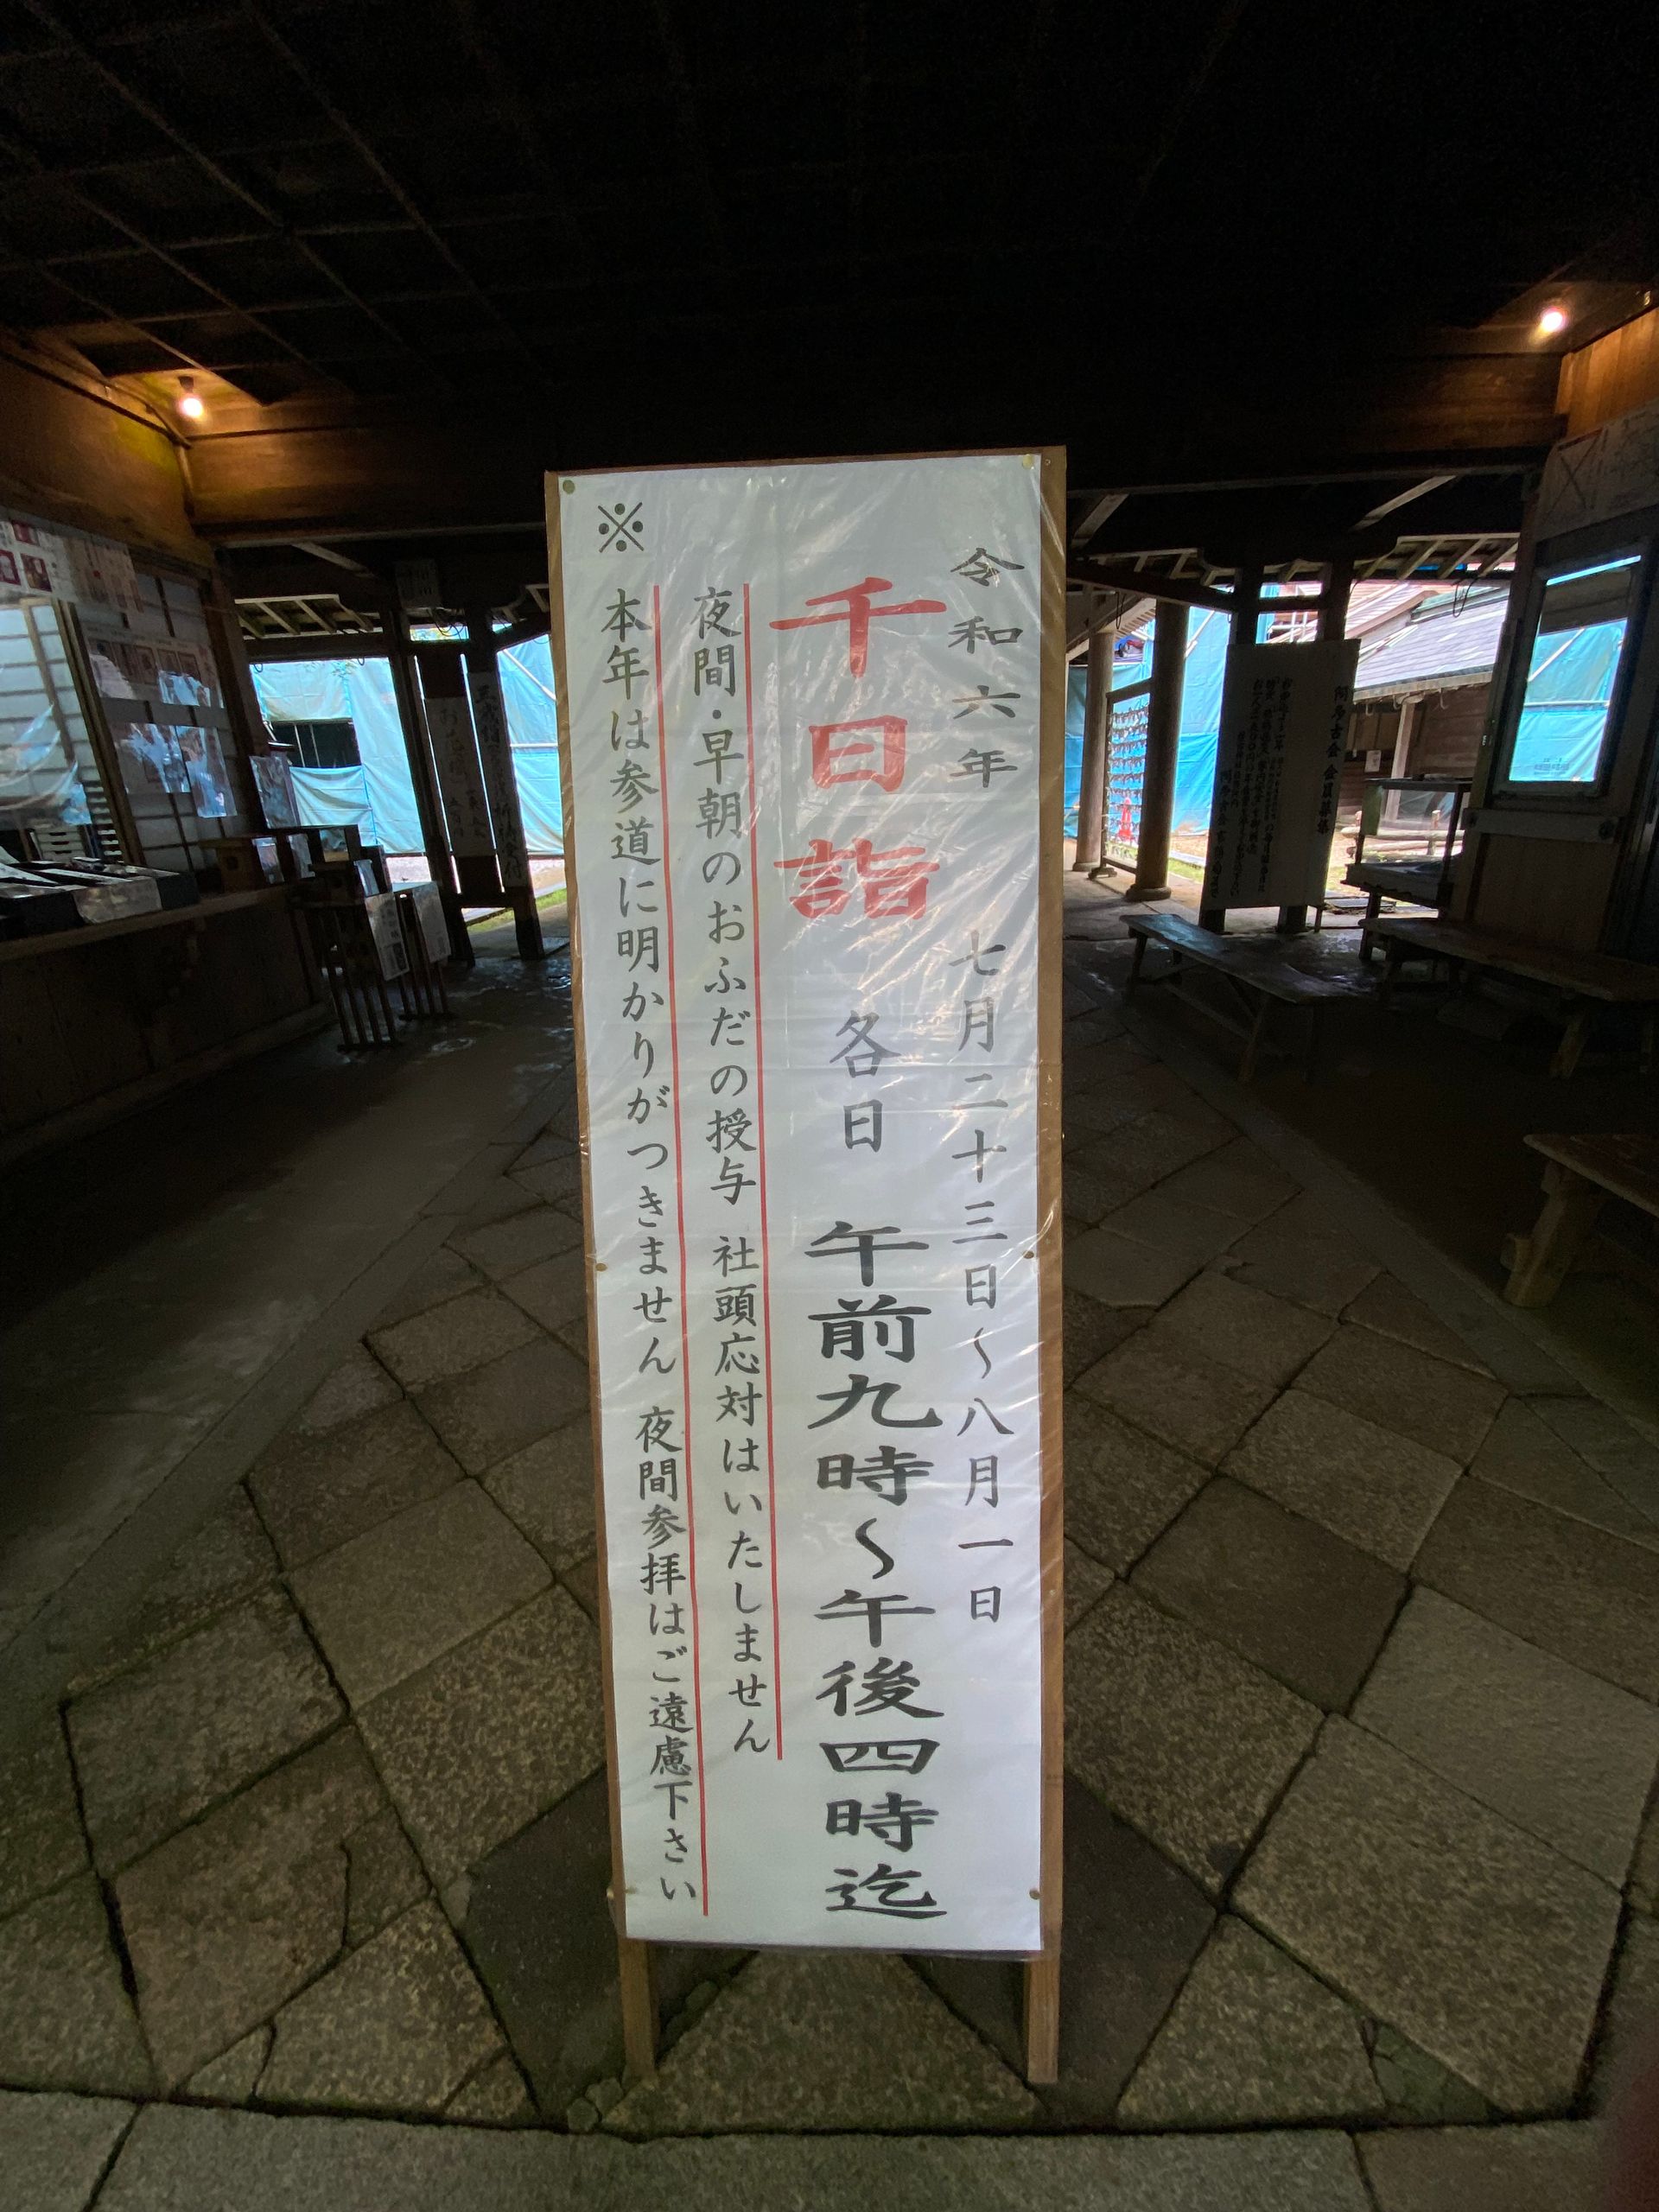 令和六年 七月二十三日〜八月一日
千日詣 各日 午前九時〜午後四時迄
夜間・早朝のおふだの授与 社頭応対はいたしません
※ 本年は参道に明かりがつきません 夜間参拝はご遠慮下さい